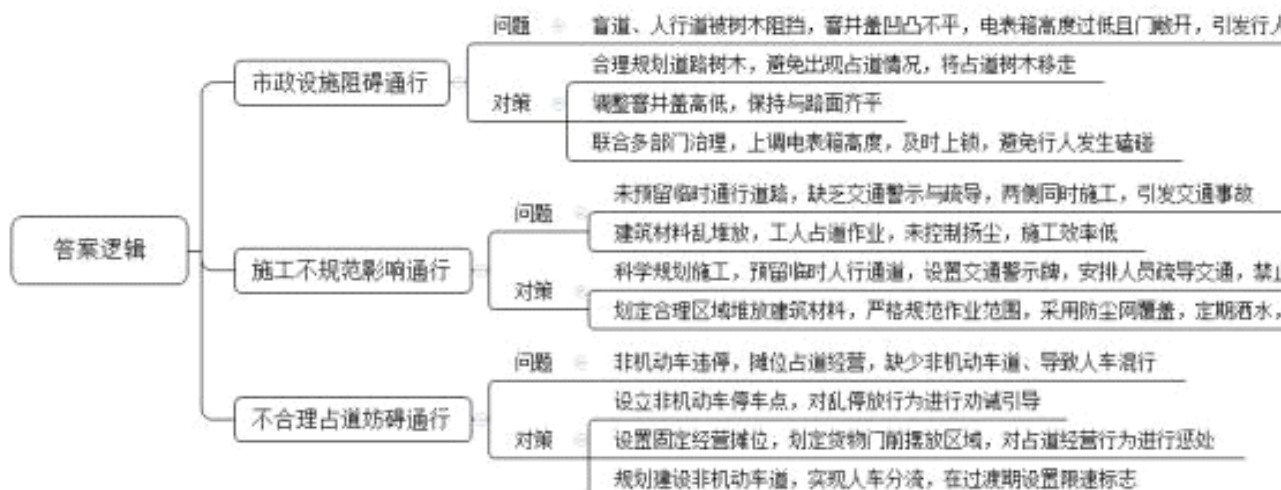 答案逻辑
市政设施阻碍通行
问题
盲道、人行道被树木阻挡，窨井盖凹凸不平，电表箱高度过低且门敞开，引发行人
对策
合理规划道路树木，避免出现占道情况，将占道树木移走
调整窨井盖高低，保持与路面齐平
联合多部门治理，上调电表箱高度，及时上锁，避免行人发生磕碰
施工不规范影响通行
问题
未预留临时通行道路，缺乏交通警示与疏导，两侧同时施工，引发交通事故
建筑材料乱堆放，工人占道作业，未控制扬尘，施工效率低
对策
科学规划施工，预留临时人行通道，设置交通警示牌，安排人员疏导交通，禁止
划定合理区域堆放建筑材料，严格规范作业范围，采用防尘网覆盖，定期洒水，
不合理占道妨碍通行
问题
非机动车违停，摊位占道经营，缺少非机动车道、导致人车混行
对策
设立非机动车停车点，对乱停放行为进行劝诫引导
设置固定经营摊位，划定货物门前摆放区域，对占道经营行为进行惩处
规划建设非机动车道，实现人车分流，在过渡期设置限速标志